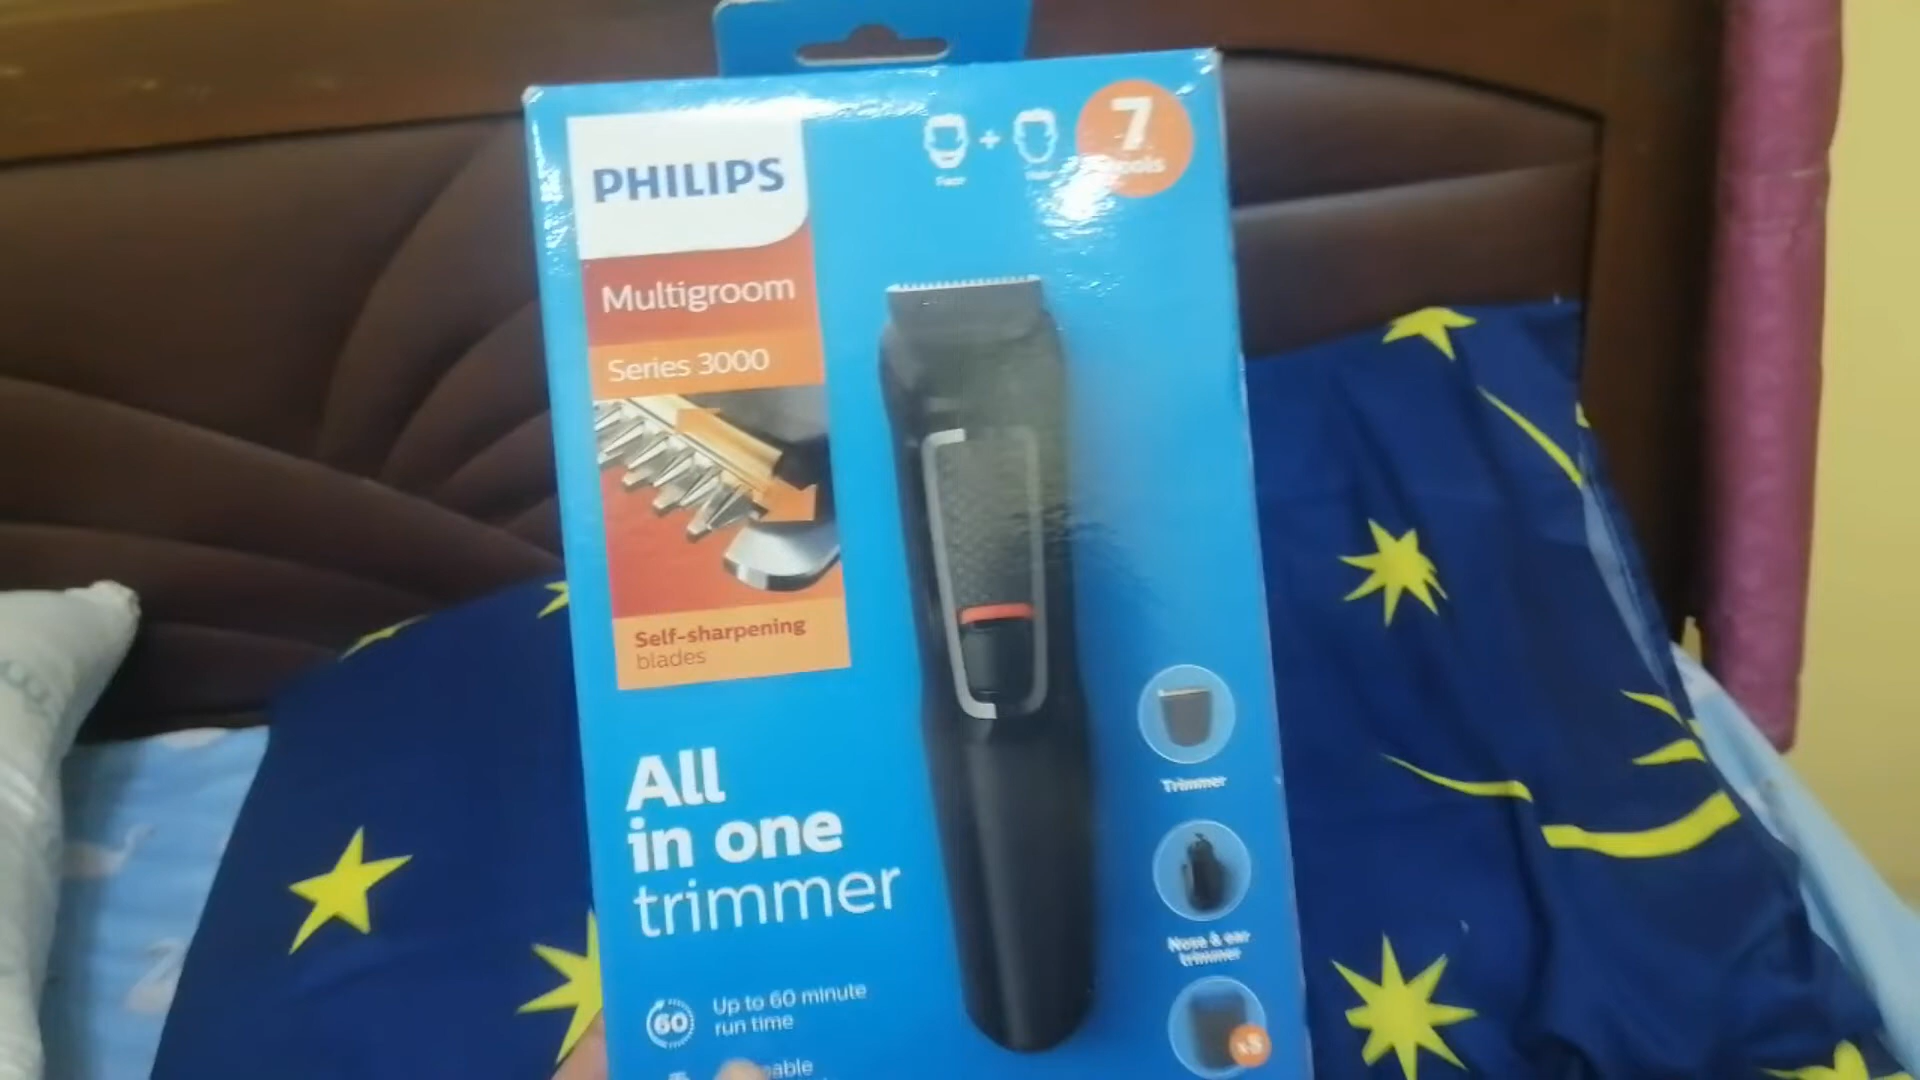 PHILIPS
7
Multigroom
Series 3000
Self-sharpening
blades
All
in one
trimmer
Trimmer
Nose & ear
trimmer
60
Up to 60 minute
run time
x5